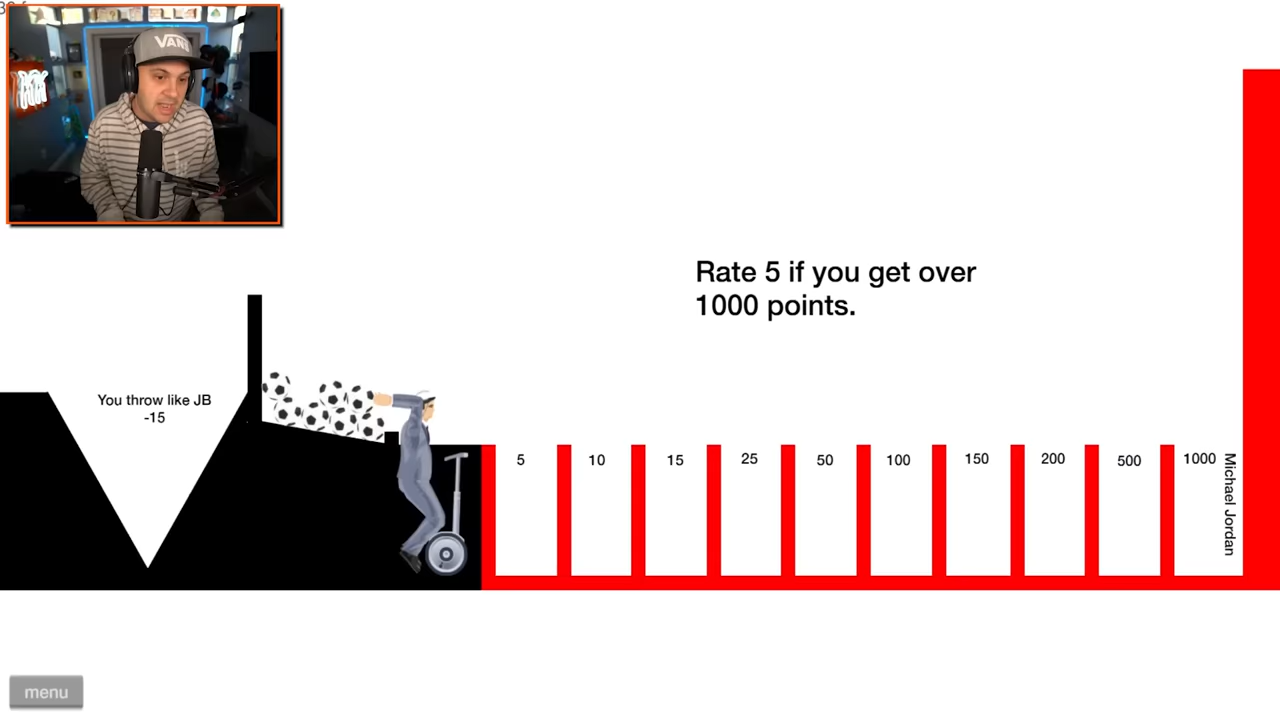 VANS
Rate 5 if you get over
1000 points.
You throw like JB
-15
5
10
15
25
50
100
150
200
500
1000
Michael Jordan
menu